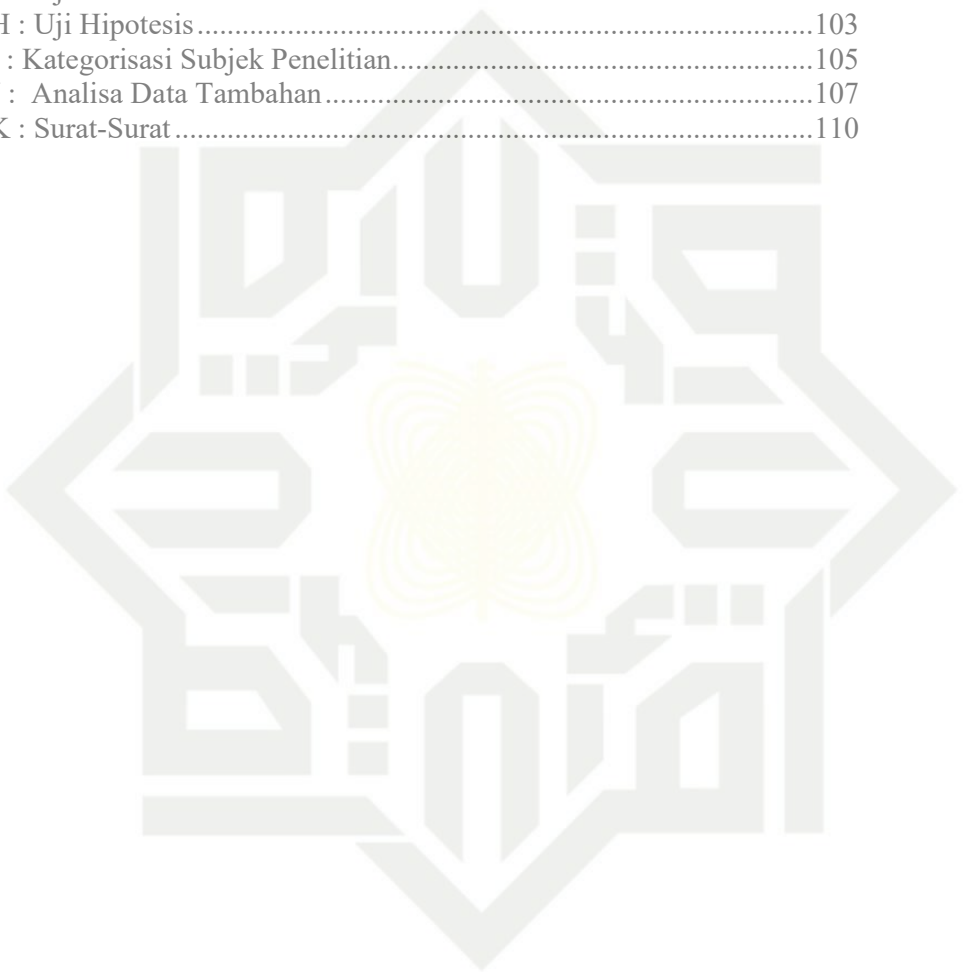 H : Uji Hipotesis........................................................................103
: Kategorisasi Subjek Penelitian..................................................105
: Analisa Data Tambahan.........................................................107
K : Surat-Surat..........................................................................110